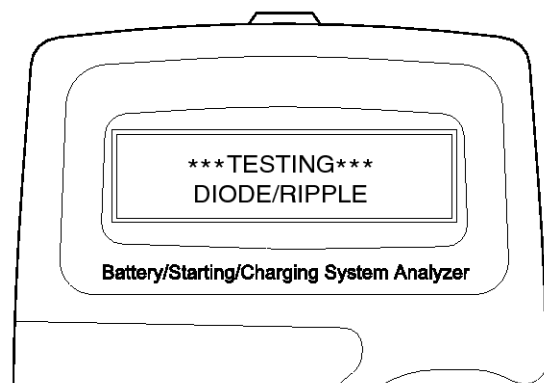 ***TESTING***
DIODE/RIPPLE
Battery/Starting/Charging System Analyzer